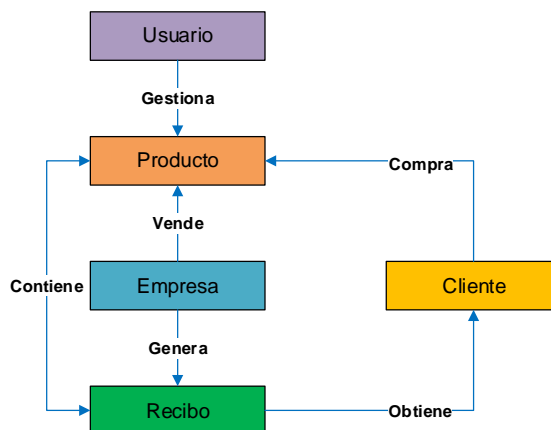 Usuario
Gestiona
Producto
Compra
Vende
Contiene
Empresa
Cliente
Genera
Recibo
Obtiene